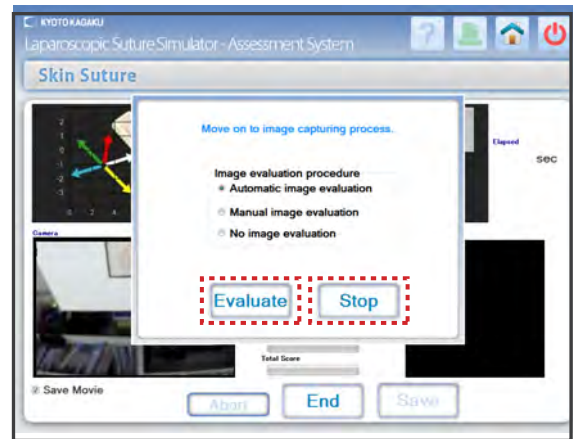 KYOTO KAGAKU
Laparoscopic Suture Simulator - Assessment System
?
Skin Suture
Move on to image capturing process.
Elapsed
sec
Image evaluation procedure
Automatic image evaluation
Manual image evaluation
No image evaluation
Camera
Evaluate
Stop
Total Score
Save Movie
Abort
End
Save